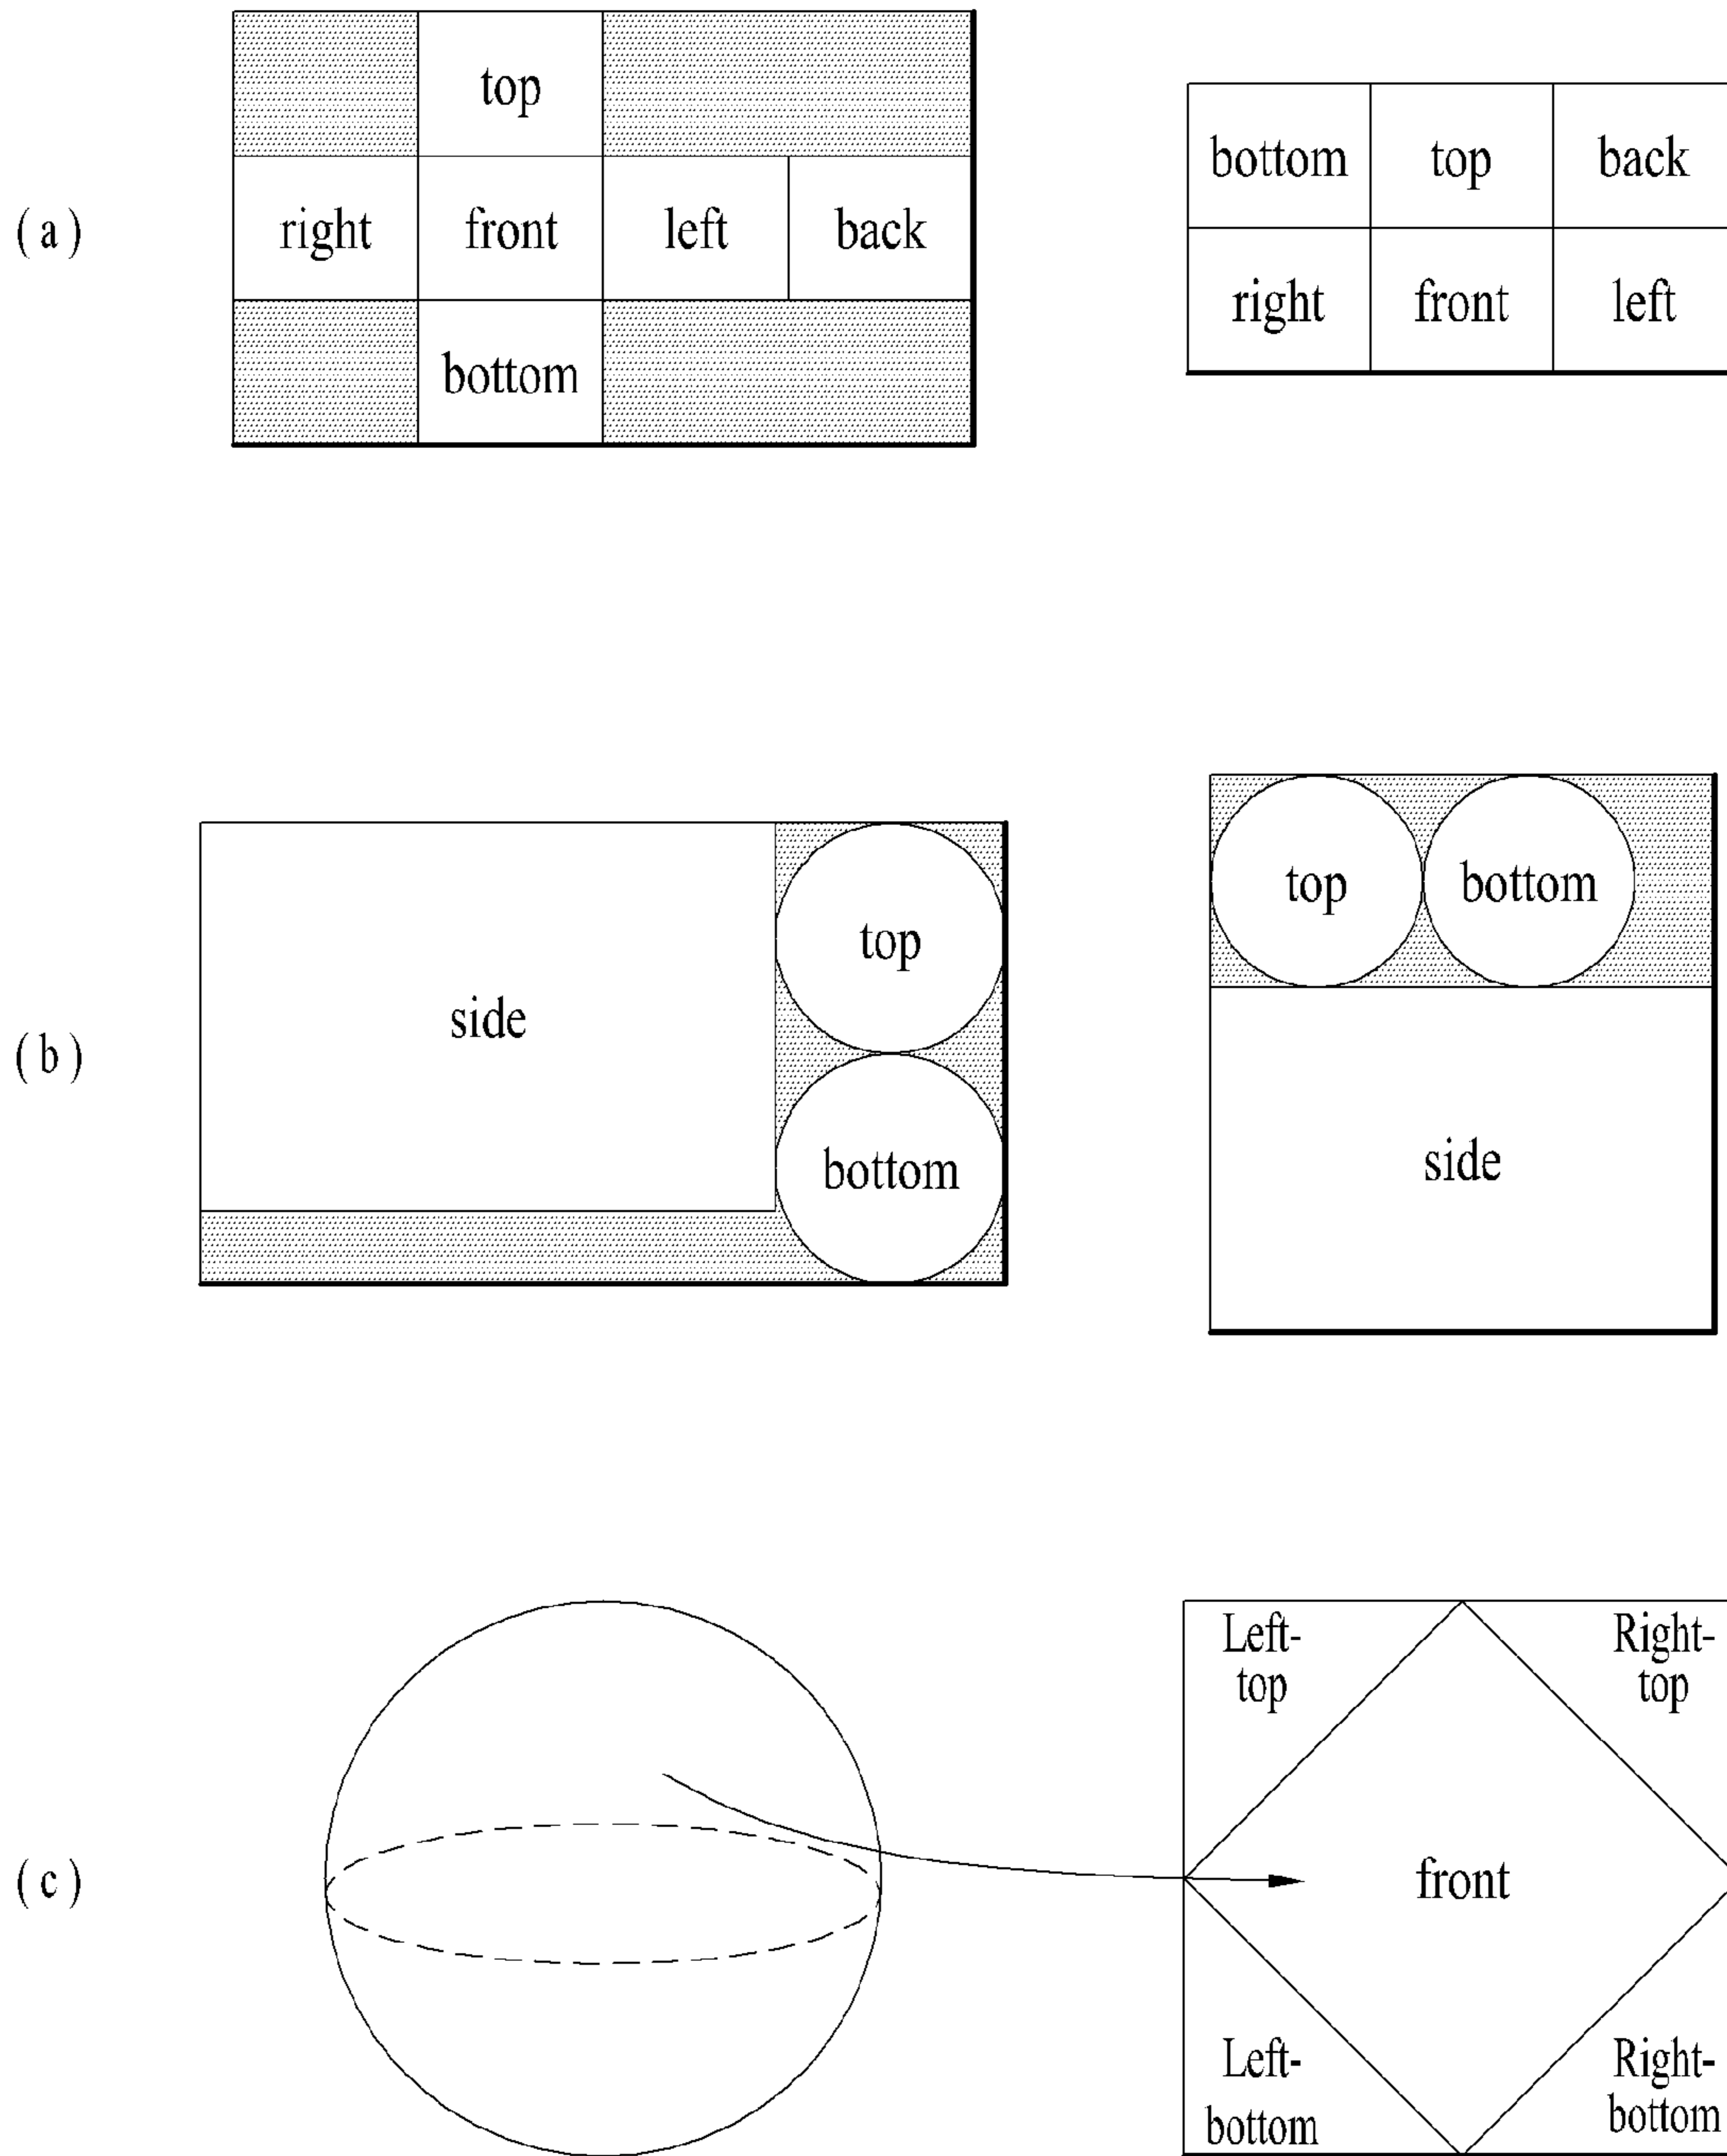 top
( a ) right front left back
bottom
bottom top back
right front left
( b ) side
top
bottom
top bottom
side
( c )
Left-
top
Right-
top
front
Left-
bottom
Right-
bottom